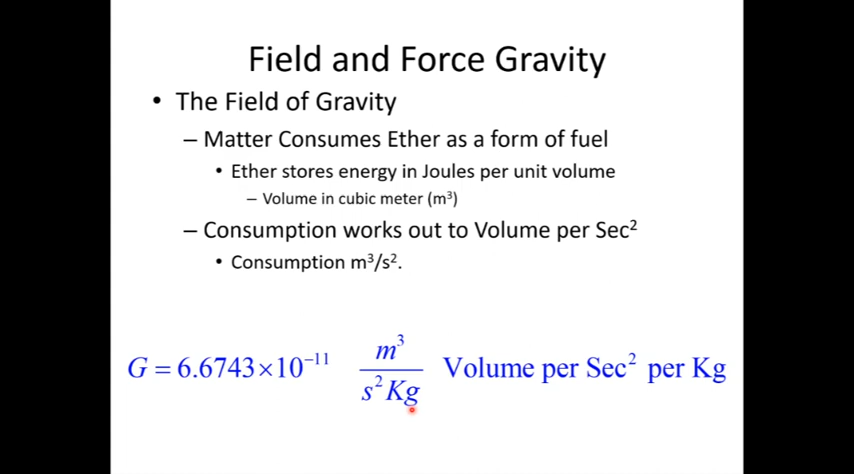 Field and Force Gravity
• The Field of Gravity
– Matter Consumes Ether as a form of fuel
• Ether stores energy in Joules per unit volume
– Volume in cubic meter (m³)
– Consumption works out to Volume per Sec²
• Consumption m³/s².
G = 6.6743×10⁻¹¹ m³/s²Kg Volume per Sec² per Kg